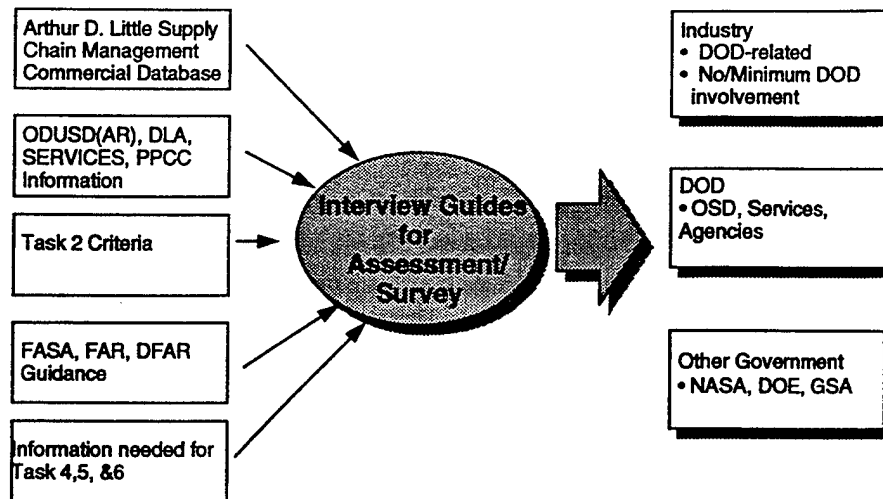 Arthur D. Little Supply
Chain Management
Commercial Database
ODUSD(AR), DLA,
SERVICES, PPCC
Information
Task 2 Criteria
FASA, FAR, DFAR
Guidance
Information needed for
Task 4,5, &6
Interview Guides
for
Assessment/
Survey
Industry
• DOD-related
• No/Minimum DOD
involvement
DOD
• OSD, Services,
Agencies
Other Government
• NASA, DOE, GSA